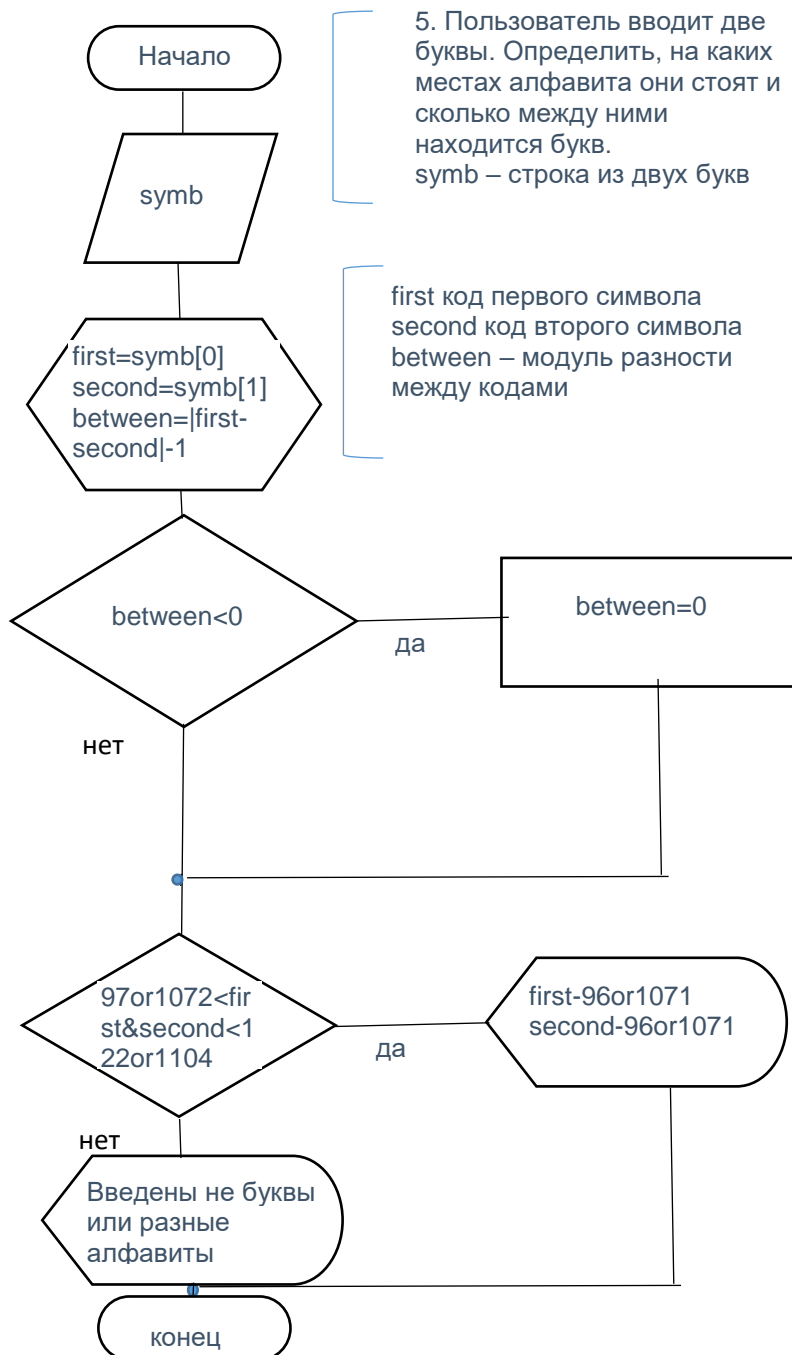 Начало
5. Пользователь вводит две
буквы. Определить, на каких
местах алфавита они стоят и
сколько между ними
находится букв.
symb – строка из двух букв
symb
first код первого символа
second код второго символа
between – модуль разности
между кодами
first=symb[0]
second=symb[1]
between=|first-
second|-1
between<0
да
between=0
нет
97or1072<fir
st&second<1
22or1104
да
first-96or1071
second-96or1071
нет
Введены не буквы
или разные
алфавиты
конец